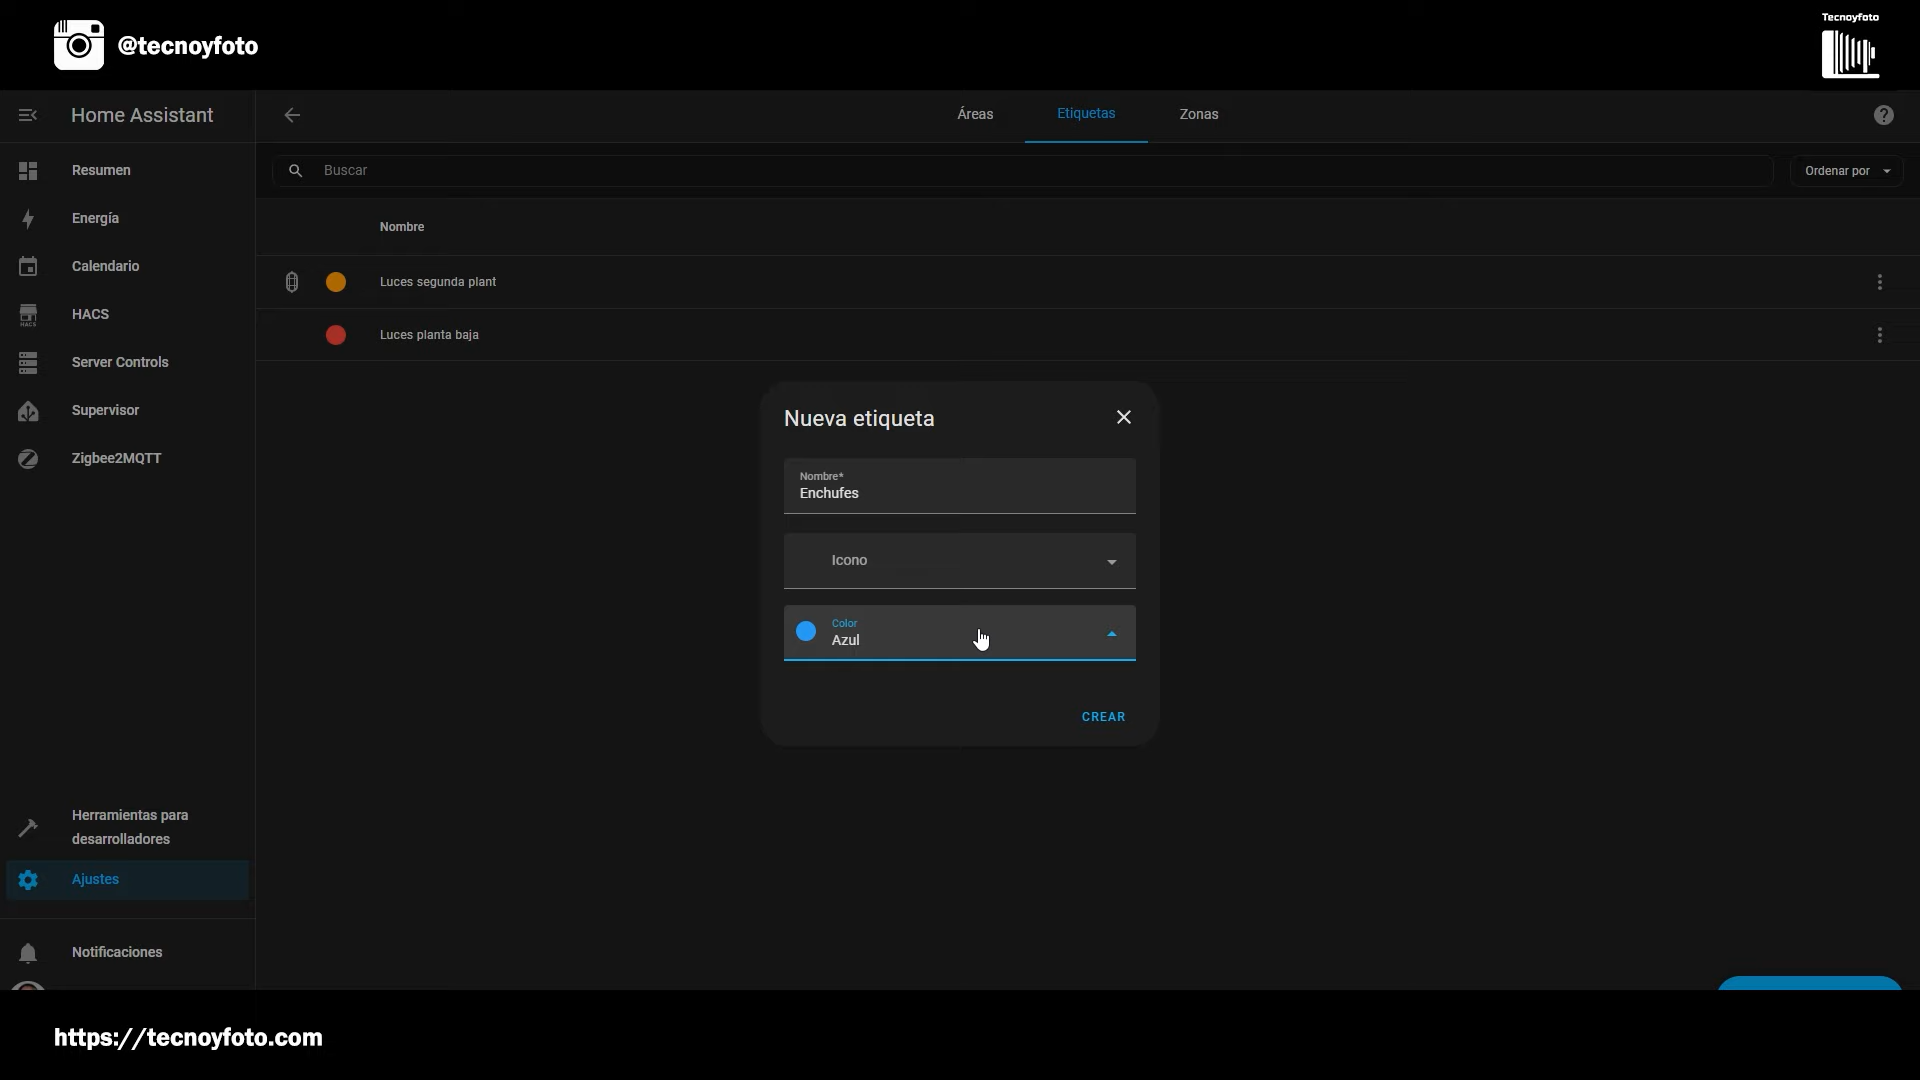 @tecnoyfoto
Tecnoyfoto
Home Assistant
Áreas
Etiquetas
Zonas
Resumen
Buscar
Ordenar por
Energía
Nombre
Calendario
Luces segunda plant
HACS
HACS
Luces planta baja
Server Controls
Supervisor
Zigbee2MQTT
Nueva etiqueta
Nombre*
Enchufes
Icono
Color
Azul
CREAR
Herramientas para
desarrolladores
Ajustes
Notificaciones
https://tecnoyfoto.com